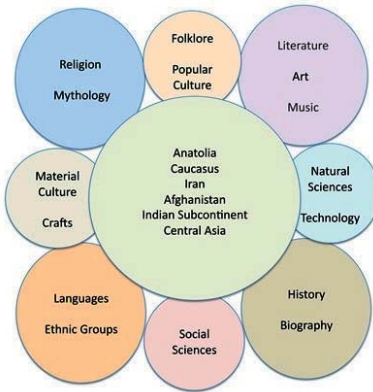 Folklore
Popular
Culture
Literature
Art
Music
Religion
Mythology
Anatolia
Caucasus
Iran
Afghanistan
Indian Subcontinent
Central Asia
Natural
Sciences
Technology
Material
Culture
Crafts
Languages
Ethnic Groups
Social
Sciences
History
Biography